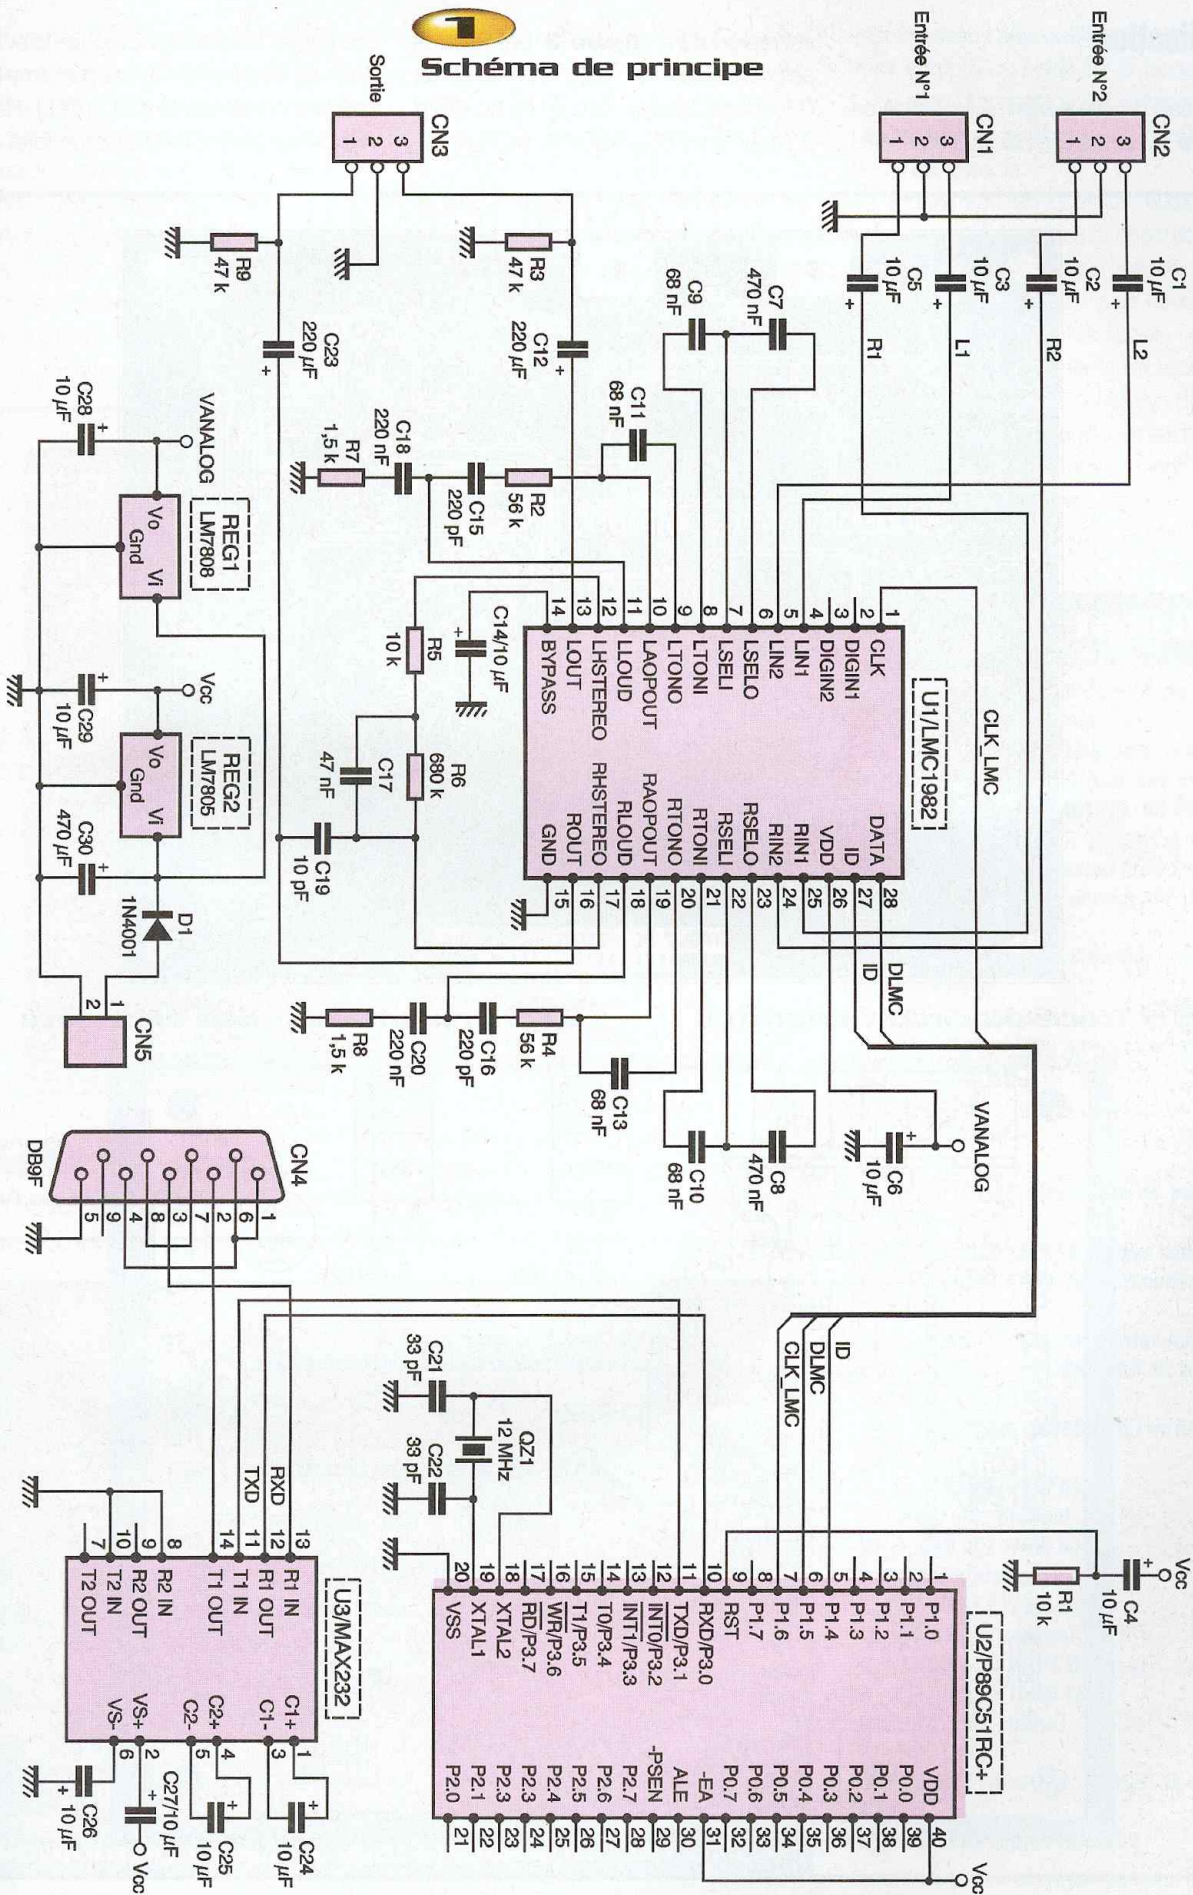 1
Schéma de principe
CN2
Entrée N°2
3
2
1
CN1
Entrée N°1
3
2
1
CN3
Sortie
3
2
1
C1
10 µF
L2
C2
10 µF
R2
C3
10 µF
L1
C5
10 µF
R1
C7
470 nF
C9
68 nF
R3
47 k
C12
220 µF
R9
47 k
C23
220 µF
C11
68 nF
R2
56 k
C15
220 pF
C18
220 nF
R7
1,5 k
C14/10 µF
R5
10 k
R6
680 k
C17
47 nF
C19
10 pF
U1/LMC1982
CLK_LMC
1 CLK
2
3 DIGIN1
4 DIGIN2
5 LIN1
6 LIN2
7 LSELO
8 LSELI
9 LTONI
10 LTONO
11 LAOPOUT
12 LLOUD
13 LHSTEREO
14 LOUT
BYPASS
DATA 28
ID 27
VDD 26
RIN1 25
RIN2 24
RSELO 23
RSELI 22
RTONI 21
RTONO 20
RAOPOUT 19
RLOUD 18
RHSTEREO 17
ROUT 16
GND 15
DLMC
ID
VANALOG
C6
10 µF
C8
470 nF
C10
68 nF
C13
68 nF
R4
56 k
C16
220 pF
C20
220 nF
R8
1,5 k
VANALOG
C28
10 µF
REG1
LM7808
Vo
Gnd
Vi
Vcc
C29
10 µF
REG2
LM7805
Vo
Gnd
Vi
C30
470 µF
D1
1N4001
1
2
CN5
CN4
DB9F
1
6
2
7
3
8
4
9
5
ID
DLMC
CLK_LMC
Vcc
C4
10 µF
R1
10 k
C21
33 pF
QZ1
12 MHz
C22
33 pF
RXD
TXD
U2/P89C51RC+
1 P1.0
2 P1.1
3 P1.2
4 P1.3
5 P1.4
6 P1.5
7 P1.6
8 P1.7
9 RST
10 RXD/P3.0
11 TXD/P3.1
12 INT0/P3.2
13 INT1/P3.3
14 T0/P3.4
15 T1/P3.5
16 WR/P3.6
17 RD/P3.7
18 XTAL2
19 XTAL1
20 VSS
VDD 40
P0.0 39
P0.1 38
P0.2 37
P0.3 36
P0.4 35
P0.5 34
P0.6 33
P0.7 32
-EA 31
ALE 30
-PSEN 29
P2.7 28
P2.6 27
P2.5 26
P2.4 25
P2.3 24
P2.3 23
P2.1 22
P2.0 21
Vcc
U3/MAX232
13 R1 IN
12 R1 OUT
11 T1 IN
14 T1 OUT
8 R2 IN
9 R2 OUT
10 T2 IN
7 T2 OUT
C1+ 1
C1- 3
C2+ 4
C2- 5
VS+ 2
VS- 6
C24
10 µF
C25
10 µF
C27/10 µF
Vcc
C26
10 µF